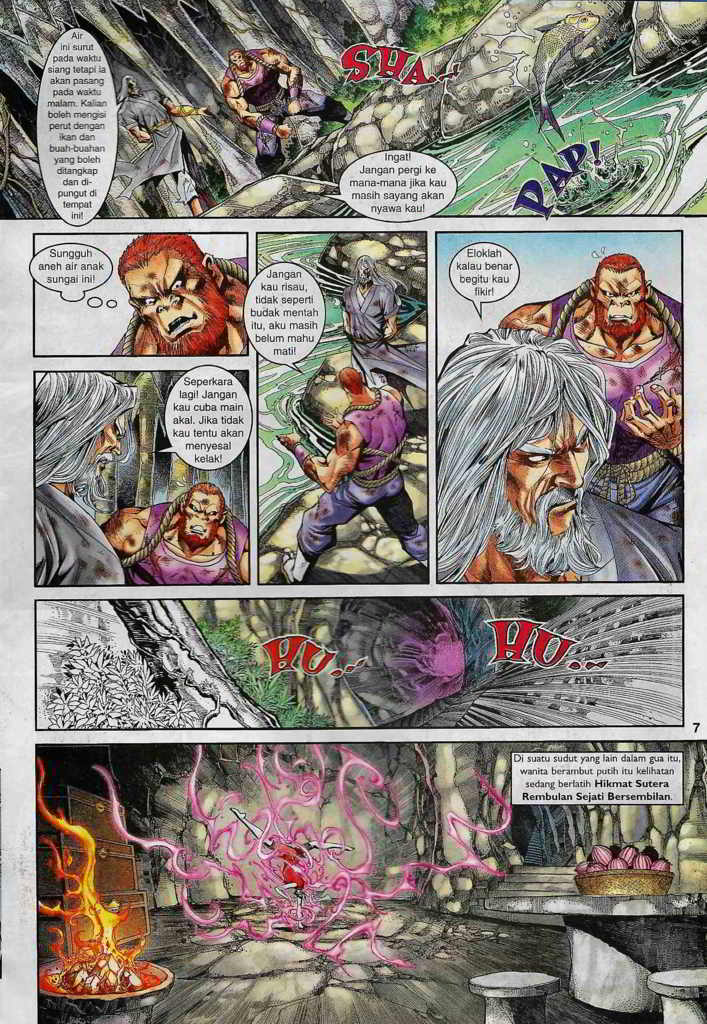 Air
ini surut
pada waktu
siang tetapi ia
akan pasang
pada waktu
malam. Kalian
boleh mengisi
perut dengan
ikan dan
buah-buahan
yang boleh
ditangkap
dan di-
pungut di
tempat
ini!
SHA...
Ingat!
Jangan pergi ke
mana-mana jika kau
masih sayang akan
nyawa kau!
PAP!
Sungguh
aneh air anak
sungai ini!
Jangan
kau risau,
tidak seperti
budak mentah
itu, aku masih
belum mahu
mati!
Eloklah
kalau benar
begitu kau
fikir!
Seperkara
lagi! Jangan
kau cuba main
akal. Jika tidak
kau tentu akan
menyesal
kelak!
HU...
HU...
7
Di suatu sudut yang lain dalam gua itu,
wanita berambut putih itu kelihatan
sedang berlatih Hikmat Sutera
Rembulan Sejati Bersembilan.